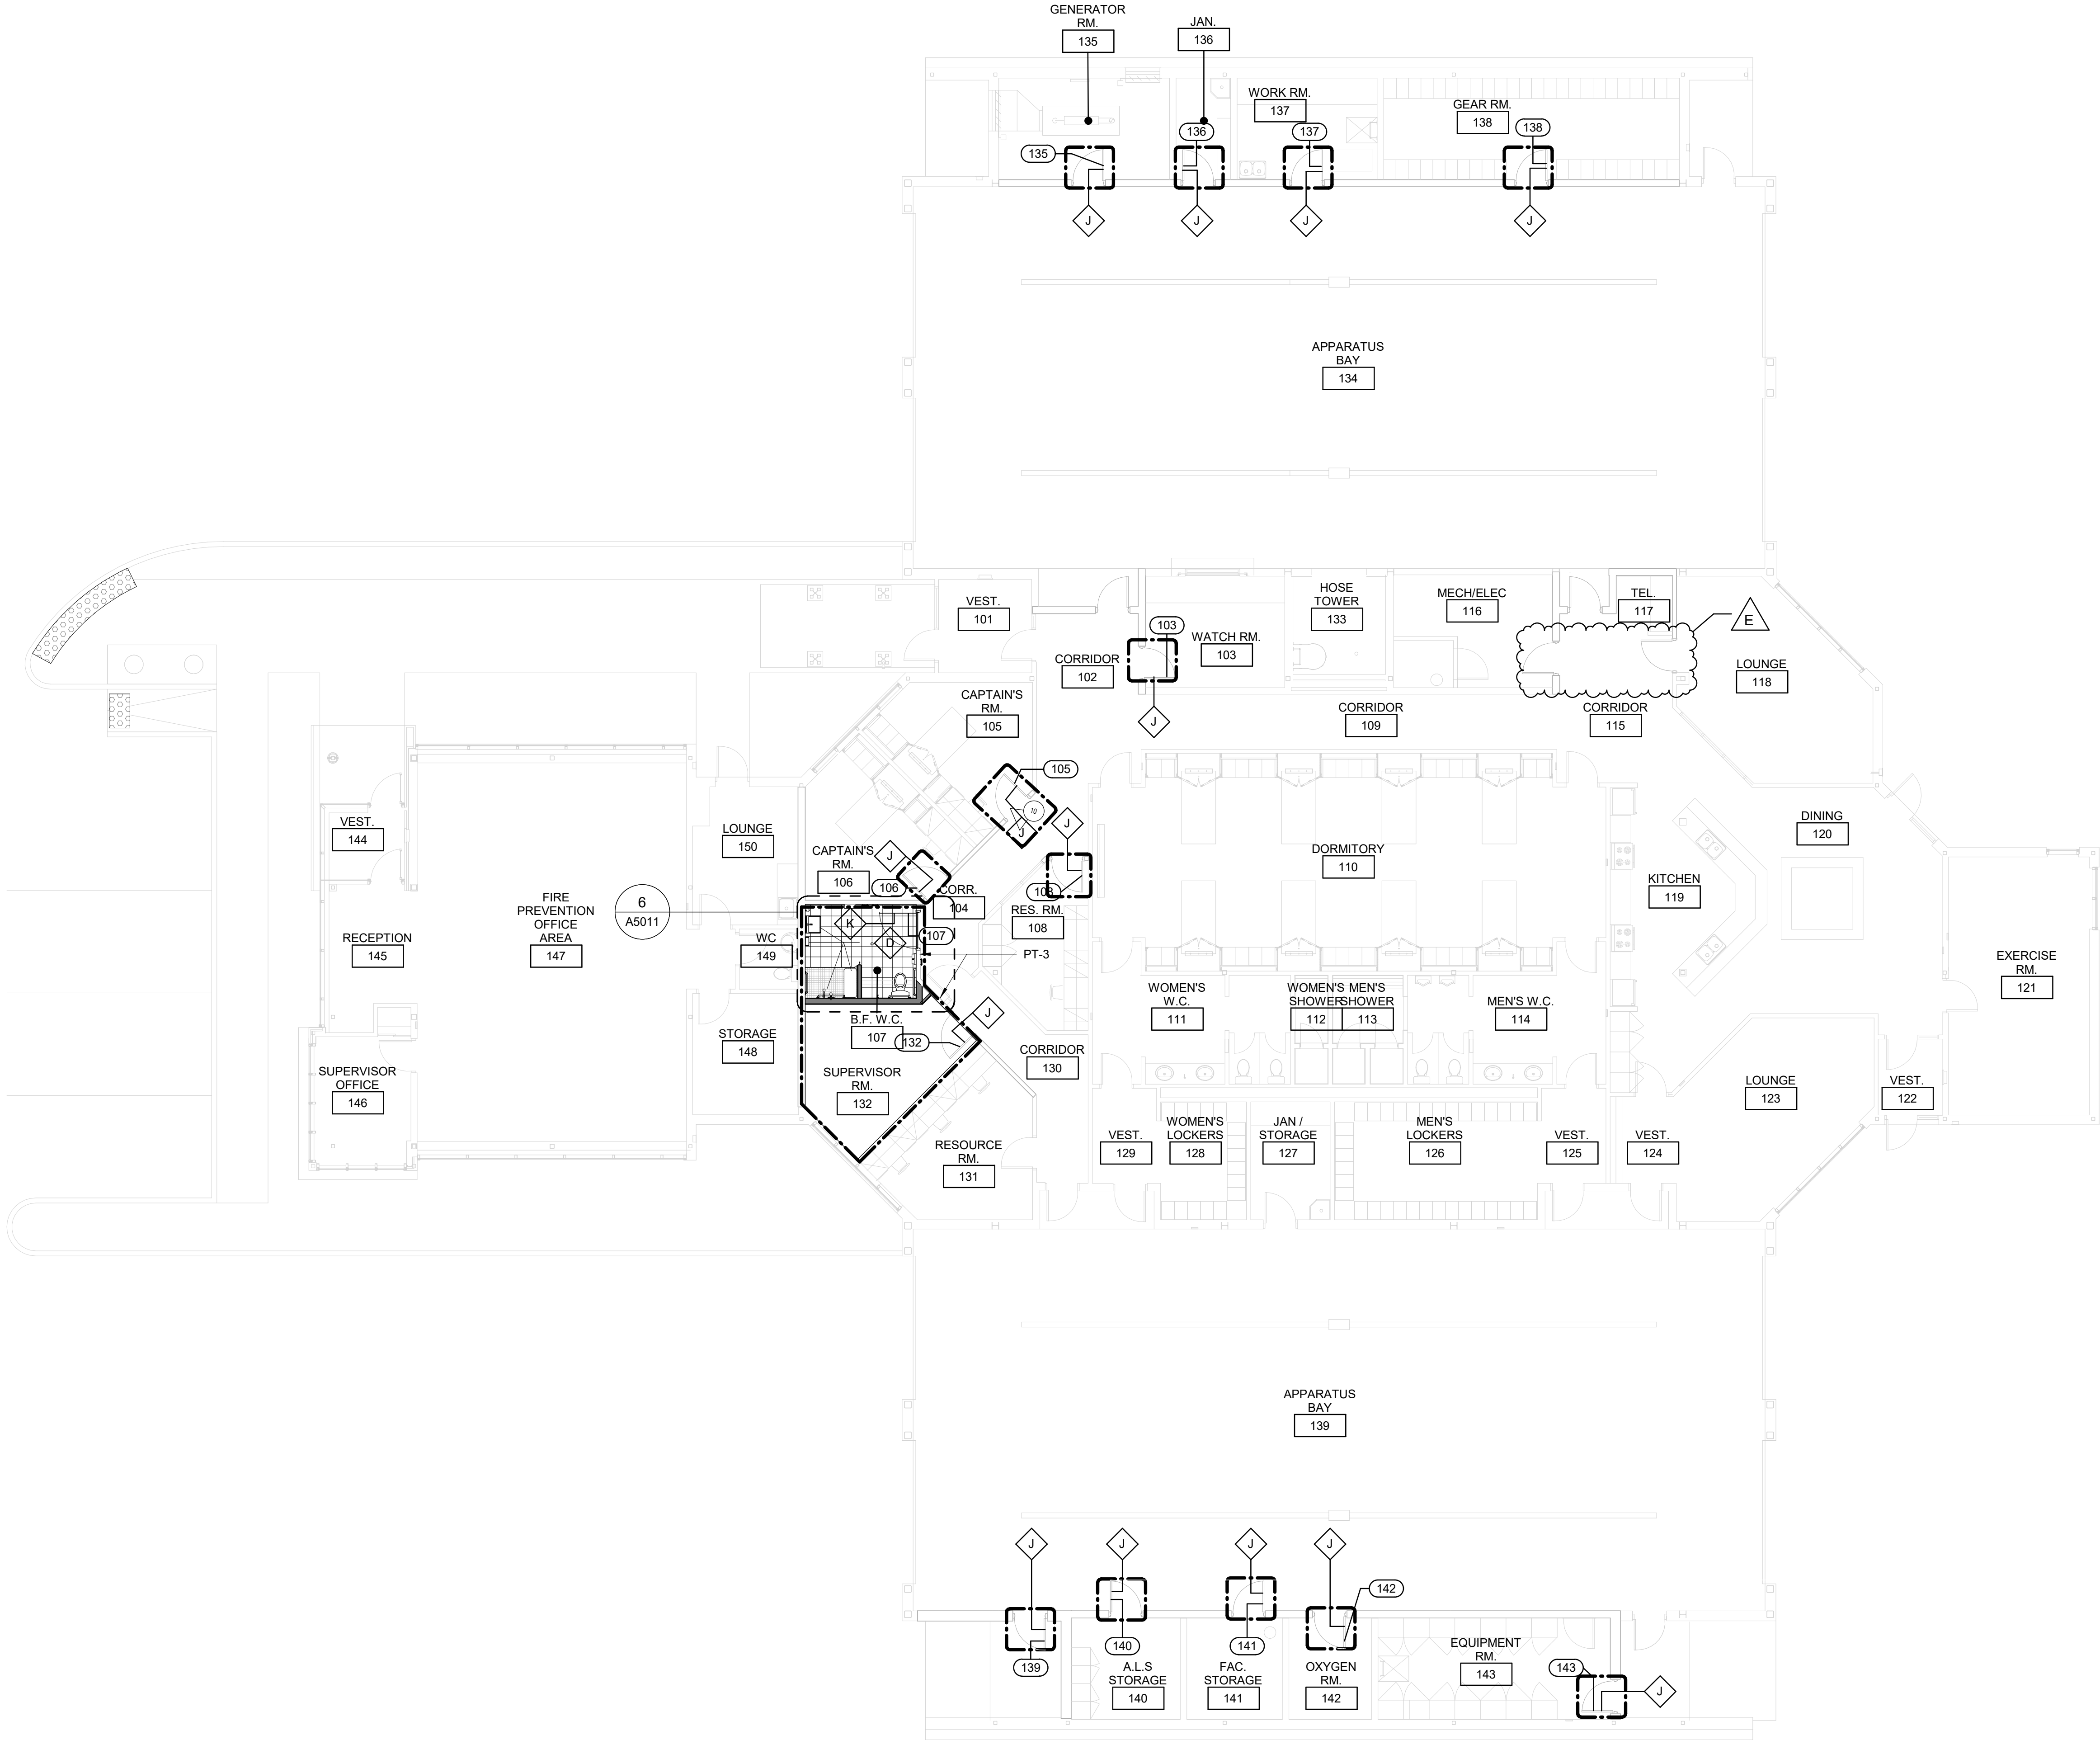 GENERATOR
RM.
135
JAN.
136
WORK RM.
137
GEAR RM.
138
136
137
138
135
J
J
J
J
APPARATUS
BAY
134
VEST.
101
HOSE
TOWER
133
MECH/ELEC
116
TEL.
117
E
103
WATCH RM.
103
CORRIDOR
102
LOUNGE
118
CAPTAIN'S
RM.
105
J
CORRIDOR
109
CORRIDOR
115
105
10
J
J
VEST.
144
LOUNGE
150
DINING
120
CAPTAIN'S
RM.
106
J
106
DORMITORY
110
CORR.
104
108
KITCHEN
119
FIRE
PREVENTION
OFFICE
AREA
147
6
A5011
K
D
107
RES. RM.
108
RECEPTION
145
WC
149
PT-3
EXERCISE
RM.
121
WOMEN'S
W.C.
111
WOMEN'S
SHOWER
112
MEN'S
SHOWER
113
MEN'S W.C.
114
B.F. W.C.
107
J
132
STORAGE
148
CORRIDOR
130
SUPERVISOR
OFFICE
146
SUPERVISOR
RM.
132
LOUNGE
123
VEST.
122
RESOURCE
RM.
131
VEST.
129
WOMEN'S
LOCKERS
128
JAN /
STORAGE
127
MEN'S
LOCKERS
126
VEST.
125
VEST.
124
APPARATUS
BAY
139
J
J
J
J
142
140
141
139
A.L.S
STORAGE
140
FAC.
STORAGE
141
OXYGEN
RM.
142
EQUIPMENT
RM.
143
143
J